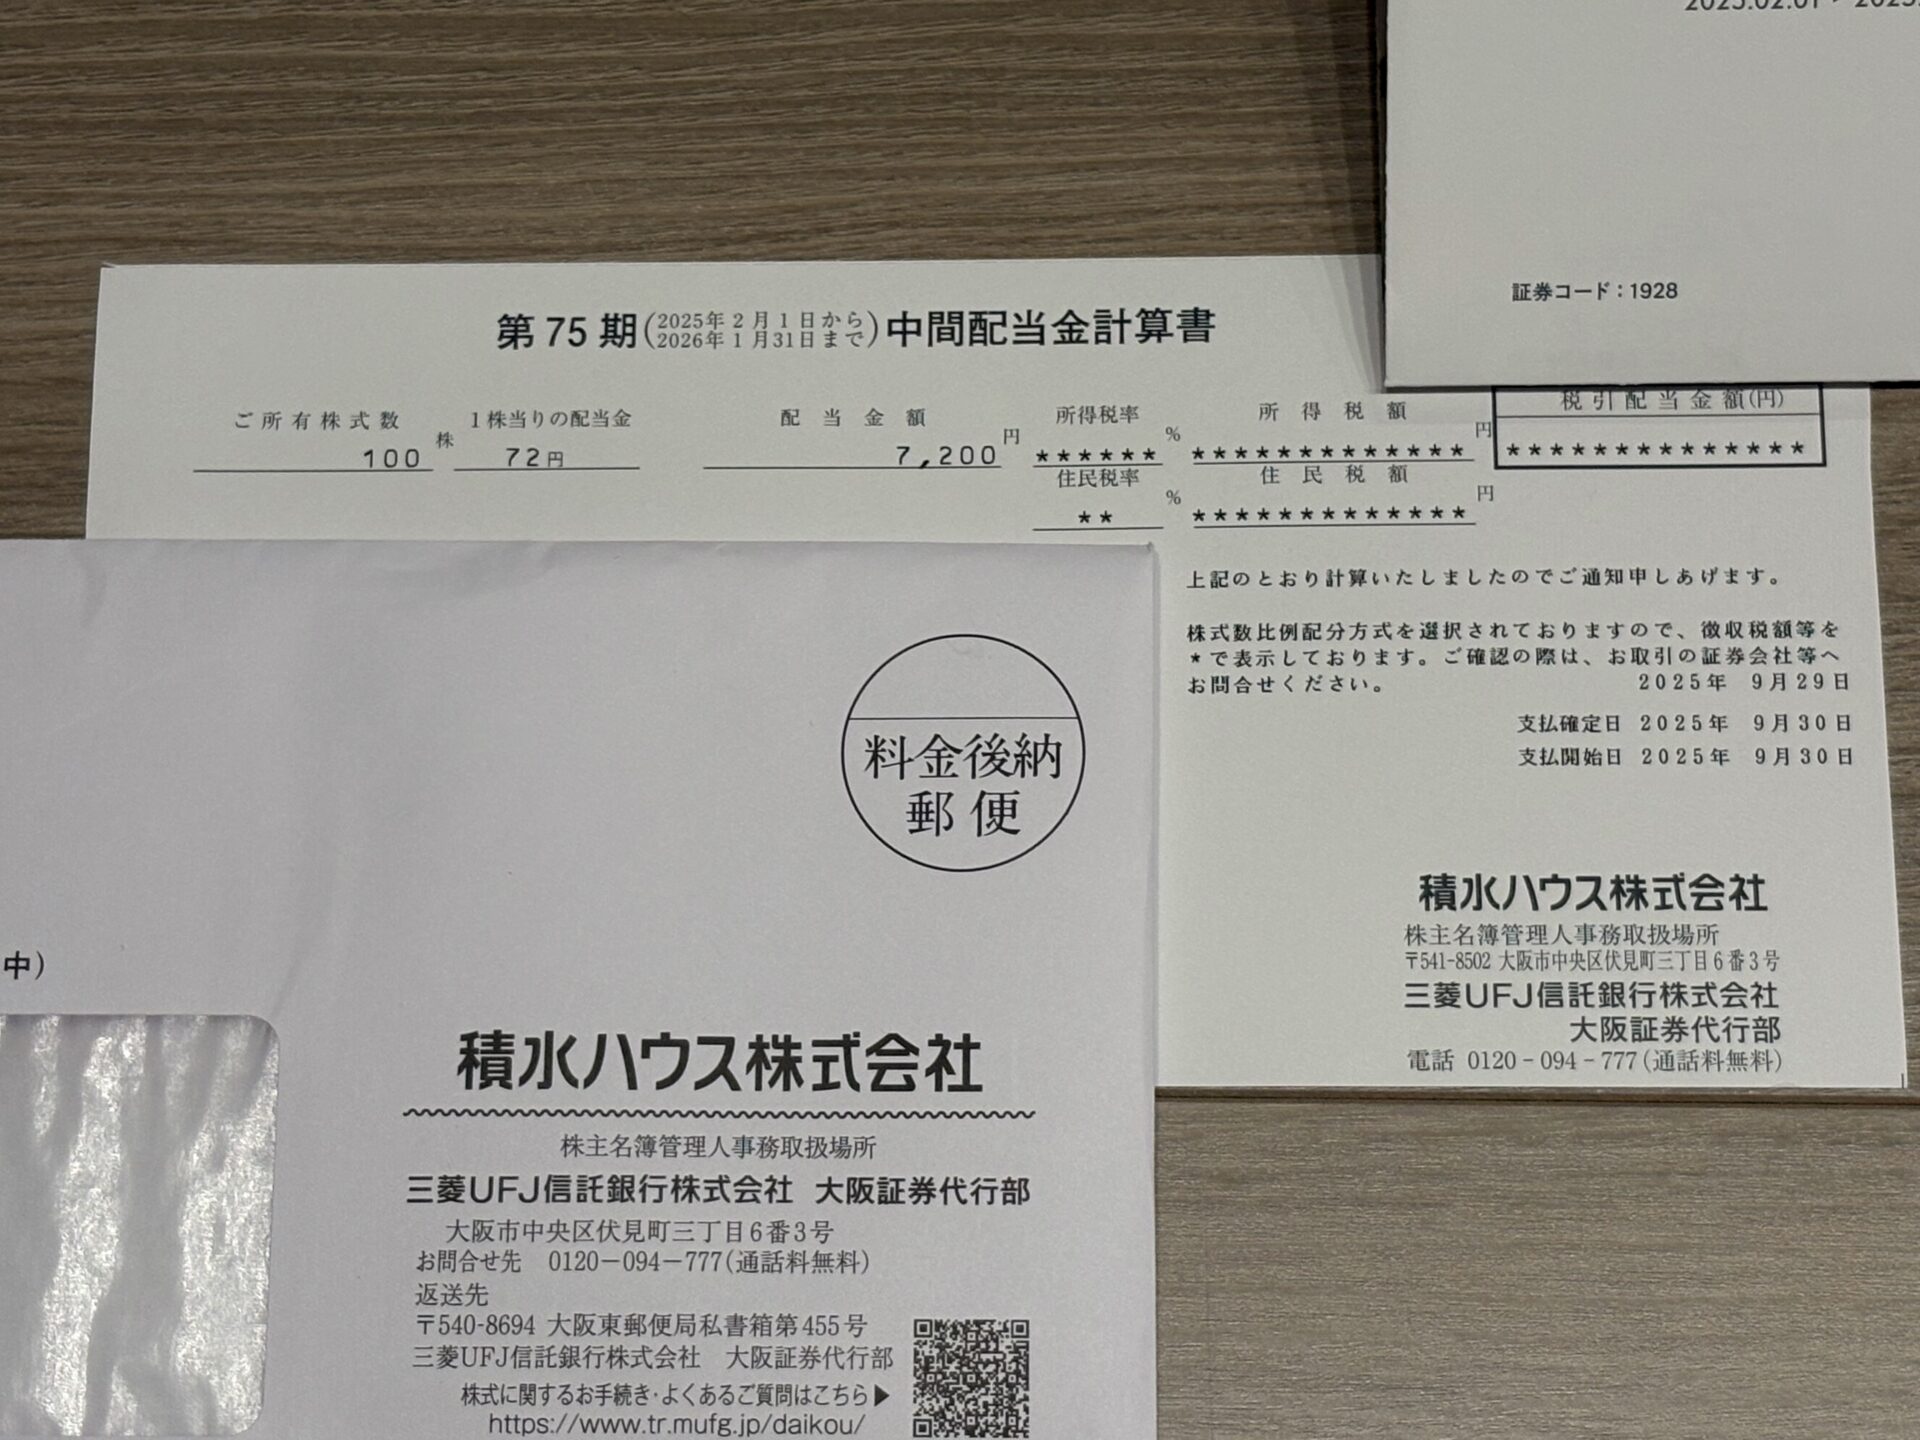 2025.02.01
証券コード：1928
第75期(2025年2月1日から 2026年1月31日まで)中間配当金計算書
ご所有株式数 1株当りの配当金 配当金額 所得税率 所得税額 税引配当金額(円)
100株 72円 7,200円 ******% ************円 **************
住民税率 住民税額
**% *************円
上記のとおり計算いたしましたのでご通知申しあげます。
株式数比例配分方式を選択されておりますので、徴収税額等を
*で表示しております。ご確認の際は、お取引の証券会社等へ
お問合せください。
2025年 9月29日
支払確定日 2025年 9月30日
支払開始日 2025年 9月30日
積水ハウス株式会社
株主名簿管理人事務取扱場所
〒541-8502 大阪市中央区伏見町三丁目6番3号
三菱UFJ信託銀行株式会社
大阪証券代行部
電話 0120-094-777(通話料無料)
料金後納
郵便
中)
積水ハウス株式会社
株主名簿管理人事務取扱場所
三菱UFJ信託銀行株式会社 大阪証券代行部
大阪市中央区伏見町三丁目6番3号
お問合せ先 0120-094-777(通話料無料)
返送先
〒540-8694 大阪東郵便局私書箱第455号
三菱UFJ信託銀行株式会社 大阪証券代行部
株式に関するお手続き・よくあるご質問はこちら▶
https://www.tr.mufg.jp/daikou/